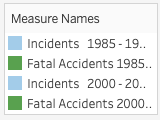 Measure Names
Incidents 1985 - 19..
Fatal Accidents 1985..
Incidents 2000 - 20..
Fatal Accidents 2000..